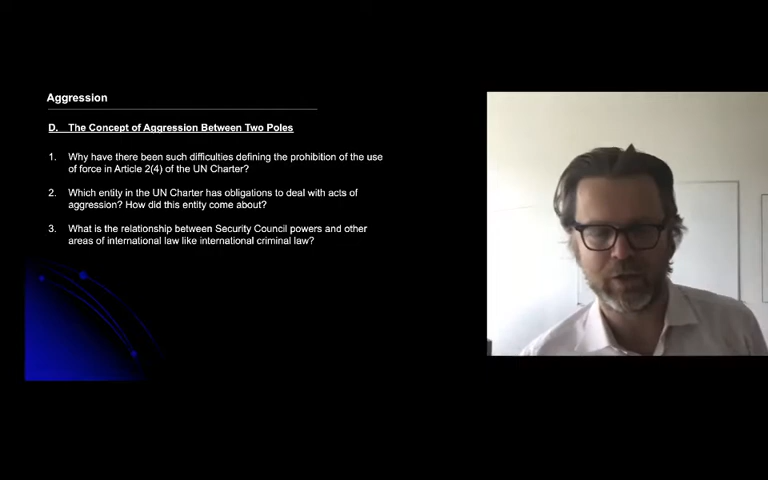 Aggression
D. The Concept of Aggression Between Two Poles
1. Why have there been such difficulties defining the prohibition of the use
of force in Article 2(4) of the UN Charter?
2. Which entity in the UN Charter has obligations to deal with acts of
aggression? How did this entity come about?
3. What is the relationship between Security Council powers and other
areas of international law like international criminal law?